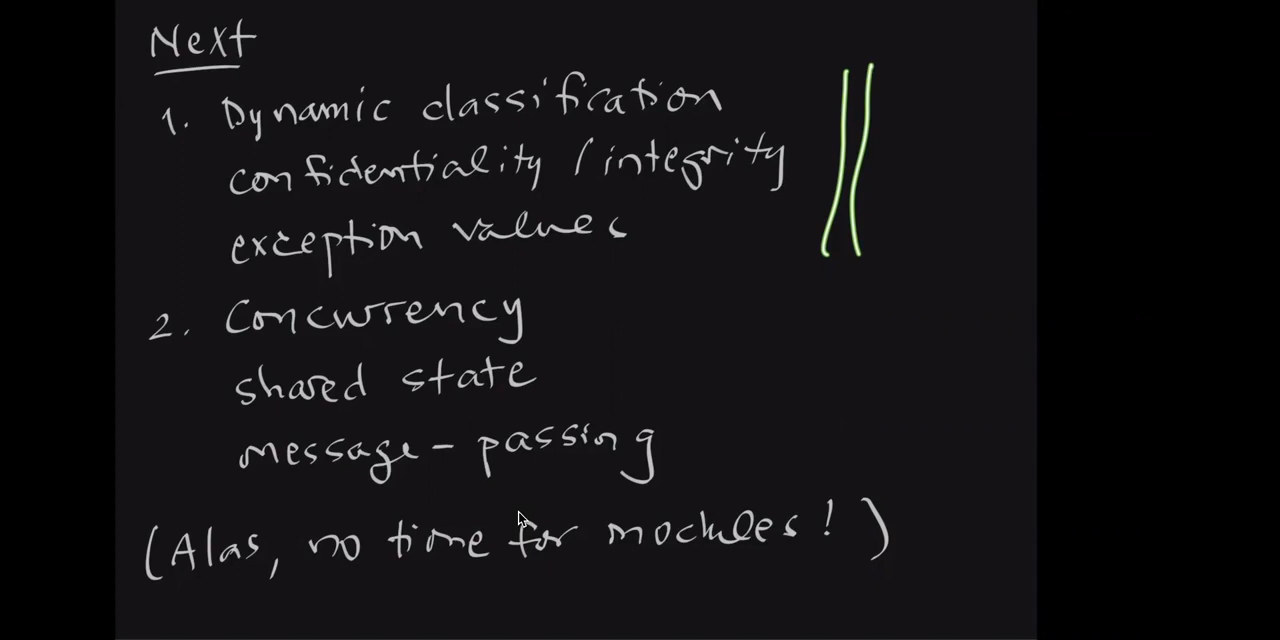 Next
1. Dynamic classification
confidentiality / integrity
exception values
2. Concurrency
shared state
message-passing
(Alas, no time for modules!)